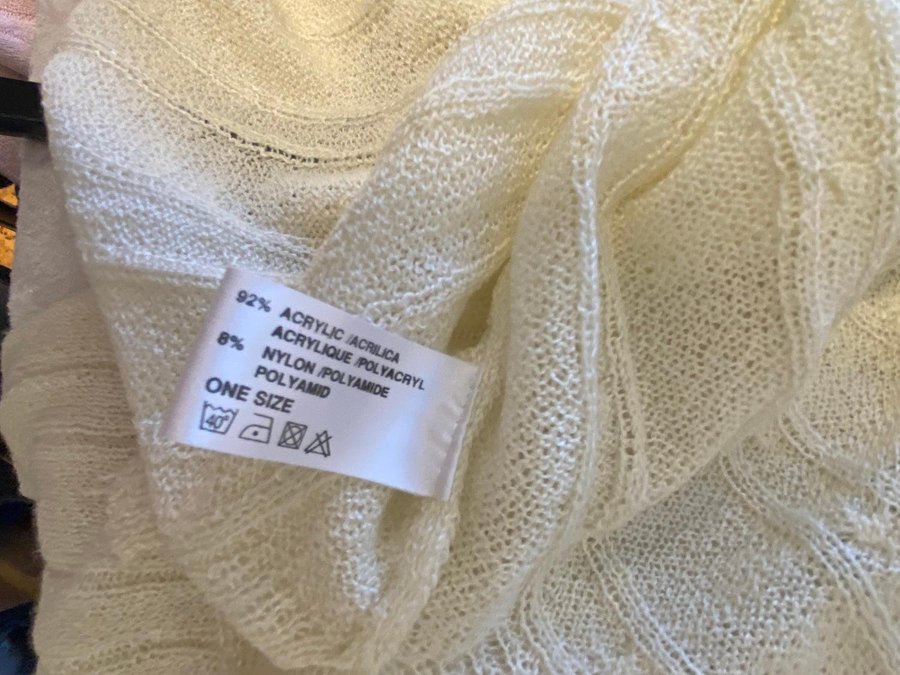 92% ACRYLIC /ACRILICA
ACRYLIQUE /POLYACRYL
8% NYLON /POLYAMIDE
POLYAMID
ONE SIZE
40°